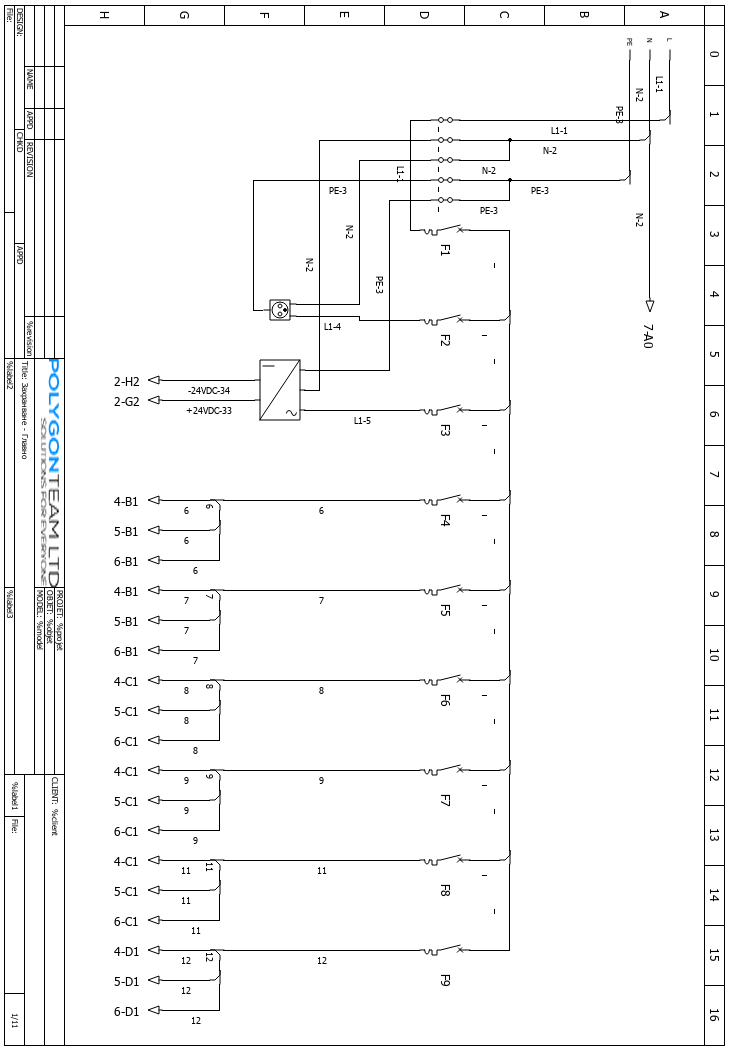 H G F E D C B A
0
1
2
3
4
5
6
7
8
9
10
11
12
13
14
15
16
L
N
PE
L1-1
N-2
PE-3
L1-1
N-2
N-2
PE-3
PE-3
L1-1
PE-3
N-2
N-2
PE-3
N-2
7-A0
F1
F2
F3
F4
F5
F6
F7
F8
F9
L1-4
2-H2
-24VDC-34
2-G2
+24VDC-33
L1-5
4-B1
6
6
6
5-B1
6
6-B1
6
4-B1
7
7
7
5-B1
7
6-B1
7
4-C1
8
8
8
5-C1
8
6-C1
8
4-C1
9
9
9
5-C1
9
6-C1
9
4-C1
11
11
11
5-C1
11
6-C1
11
4-D1
12
12
12
5-D1
12
6-D1
12
NAME
APPD
REVISION
%revision
DESIGN:
CHKD
APPD
File:
POLYGONTEAM LTD
SOLUTIONS FOR EVERYONE
Title: Захранване - Главно
%label2
PROJET: %projet
OBJET: %objet
MODEL: %model
%label3
CLIENT: %client
%label1
File:
1/11